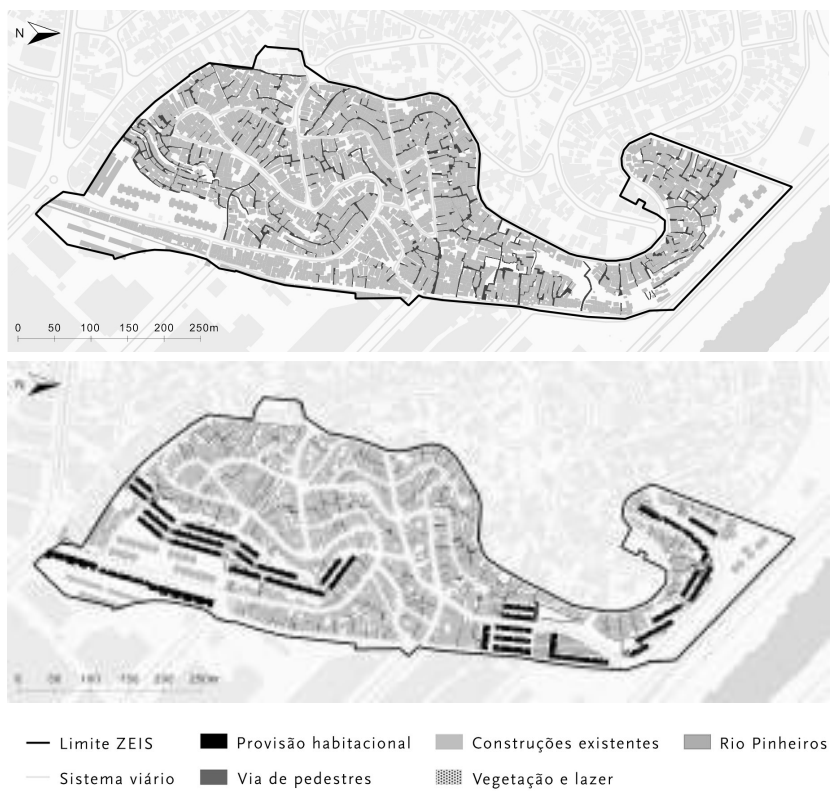 N
0 50 100 150 200 250m
N
0 50 100 150 200 250m
Limite ZEIS Provisão habitacional Construções existentes Rio Pinheiros
Sistema viário Via de pedestres Vegetação e lazer